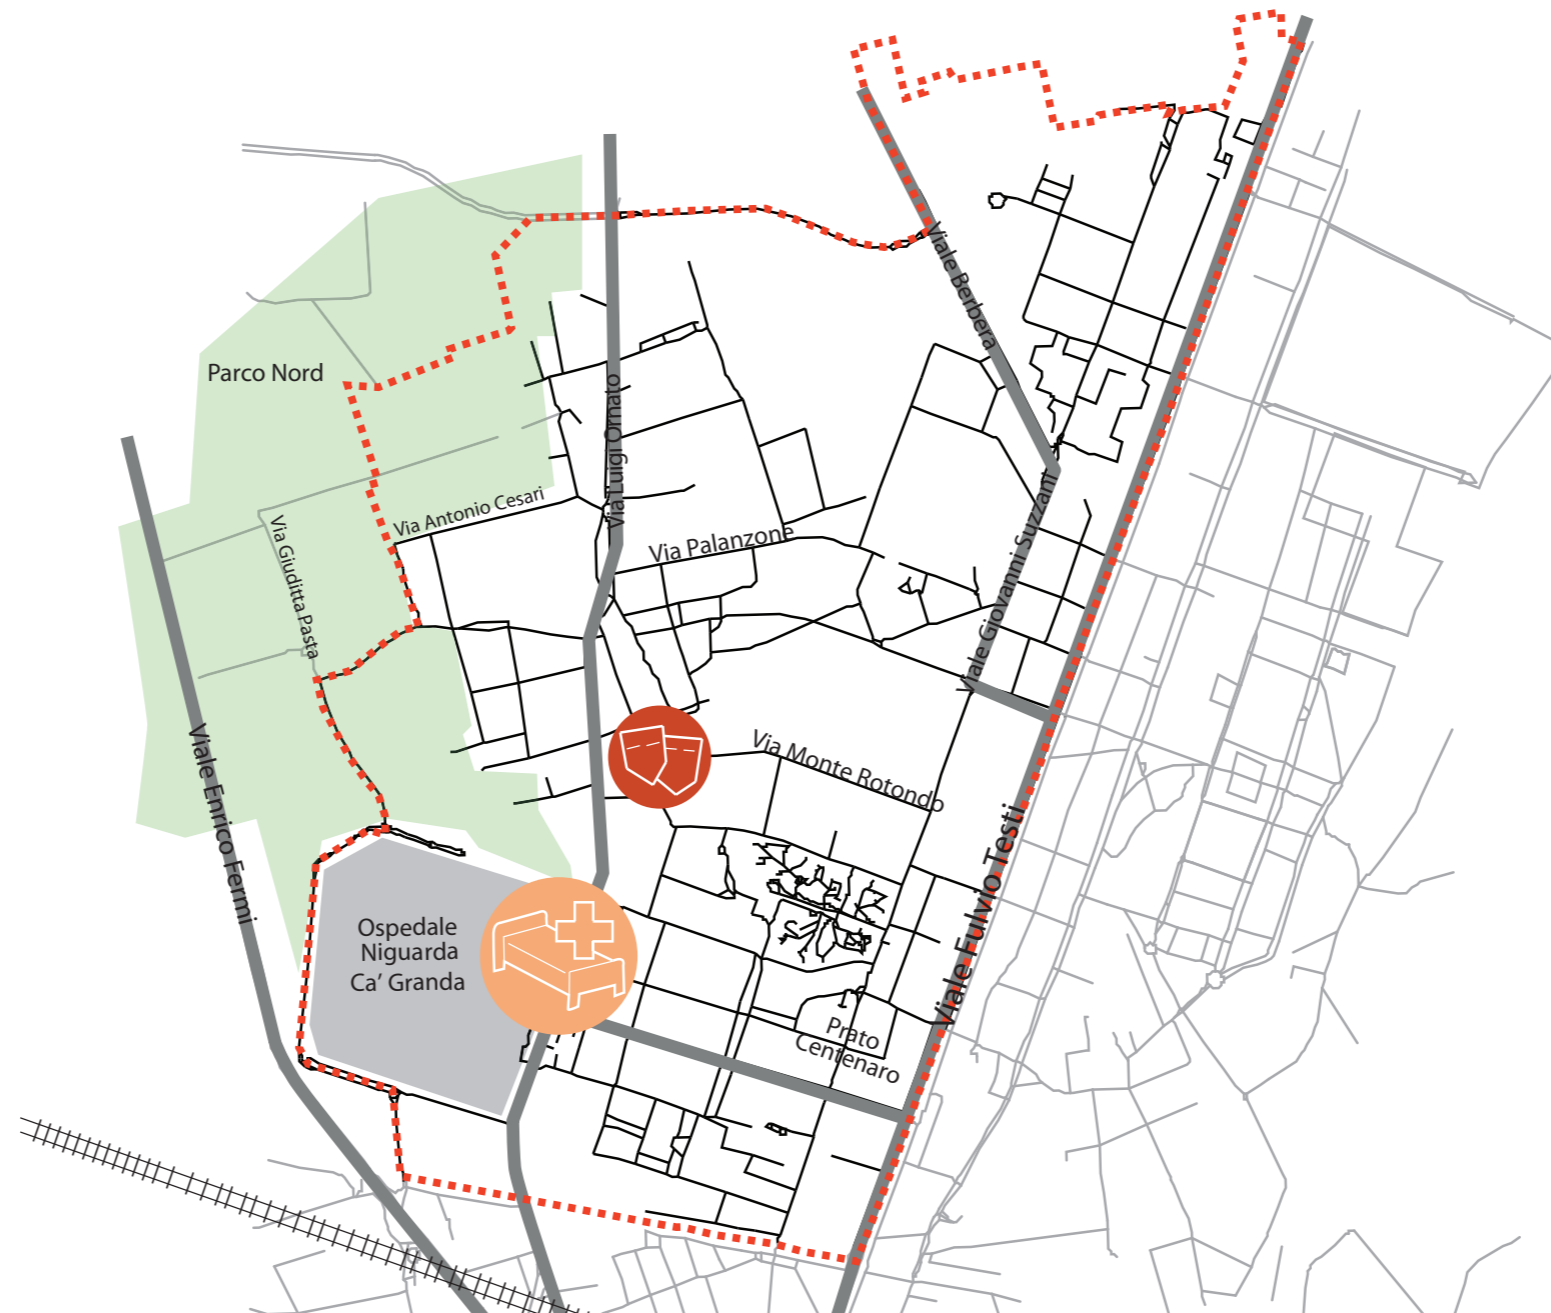 Viale Berbera
Parco Nord
Via Luigi Ornato
Via Antonio Cesari
Via Palanzone
Viale Giovanni Suzzani
Via Giuditta Pasta
Via Monte Rotondo
Viale Enrico Fermi
Viale Fulvio Testi
Ospedale
Niguarda
Ca’ Granda
Prato
Centenaro